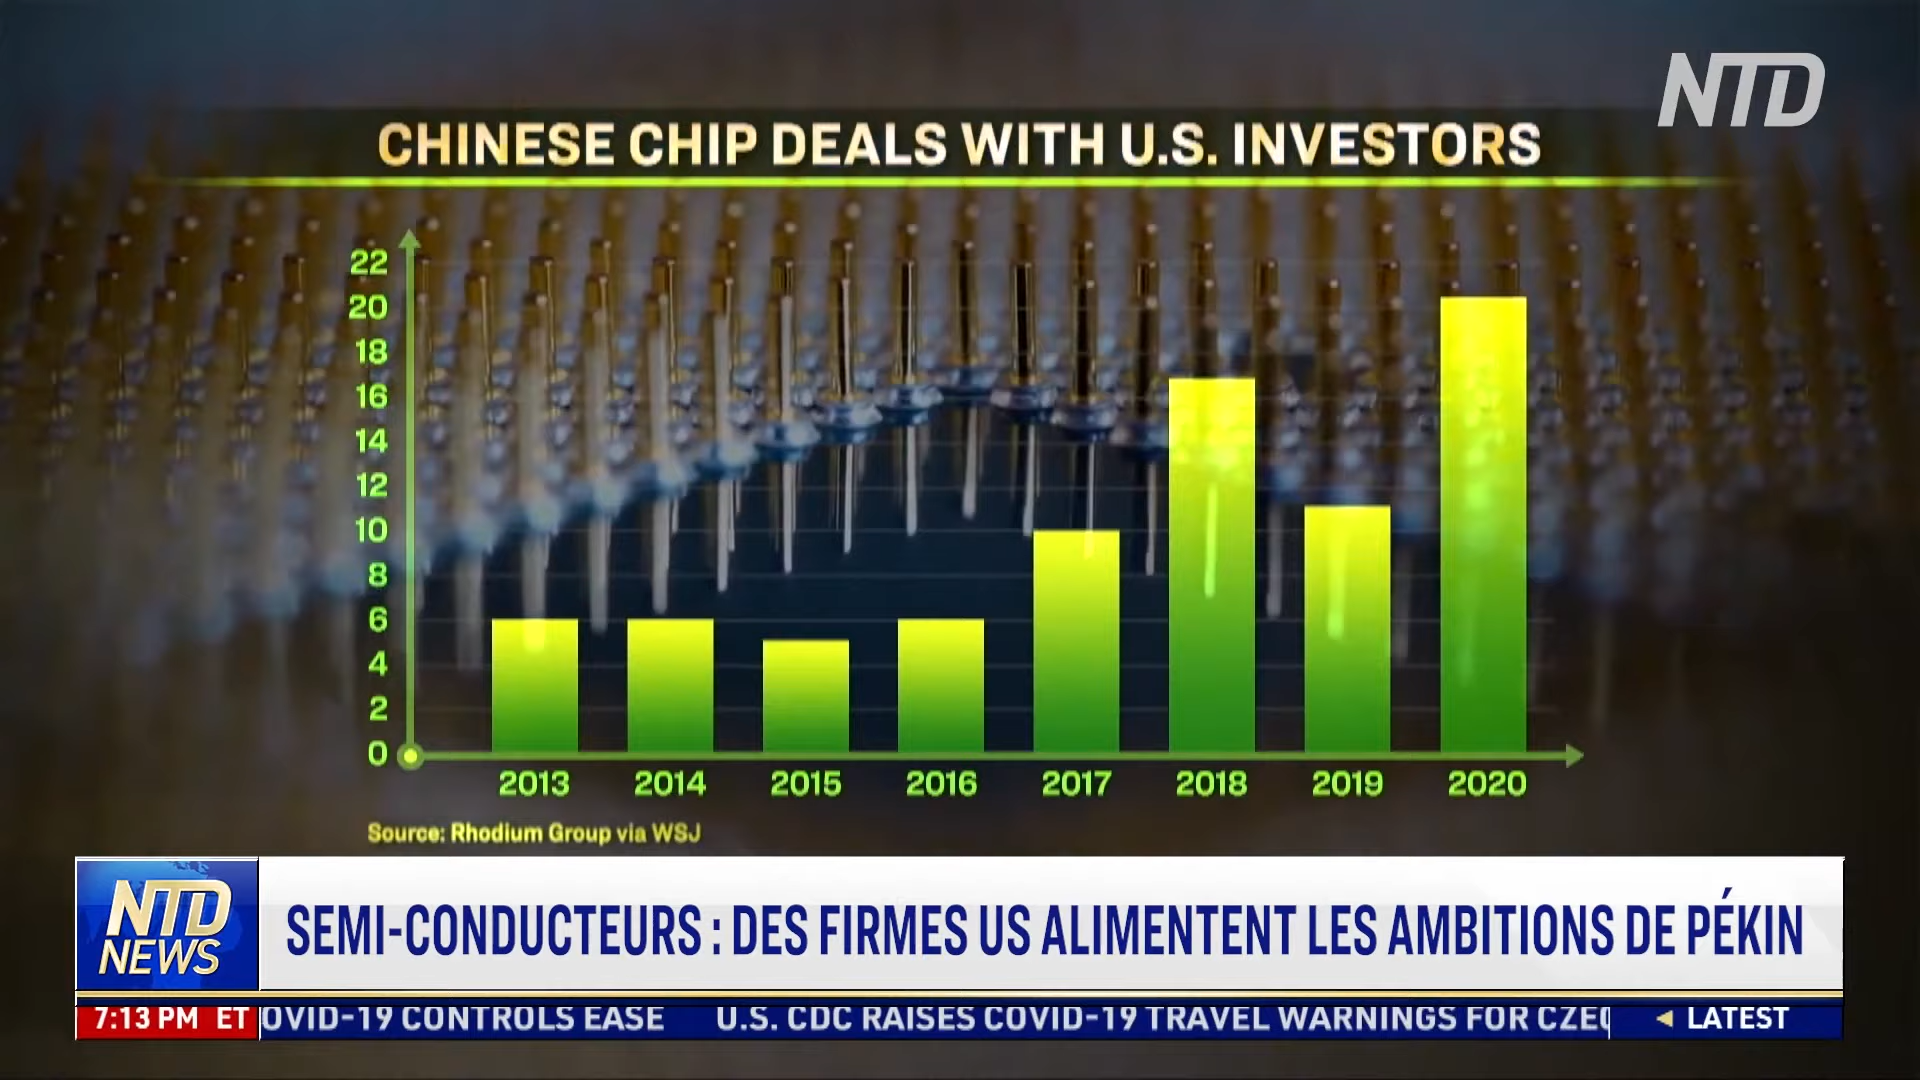 NTD
CHINESE CHIP DEALS WITH U.S. INVESTORS
22
20
18
16
14
12
10
8
6
4
2
0
2013 2014 2015 2016 2017 2018 2019 2020
Source: Rhodium Group via WSJ
NTD NEWS
SEMI-CONDUCTEURS : DES FIRMES US ALIMENTENT LES AMBITIONS DE PÉKIN
7:13 PM ET OVID-19 CONTROLS EASE U.S. CDC RAISES COVID-19 TRAVEL WARNINGS FOR CZE LATEST